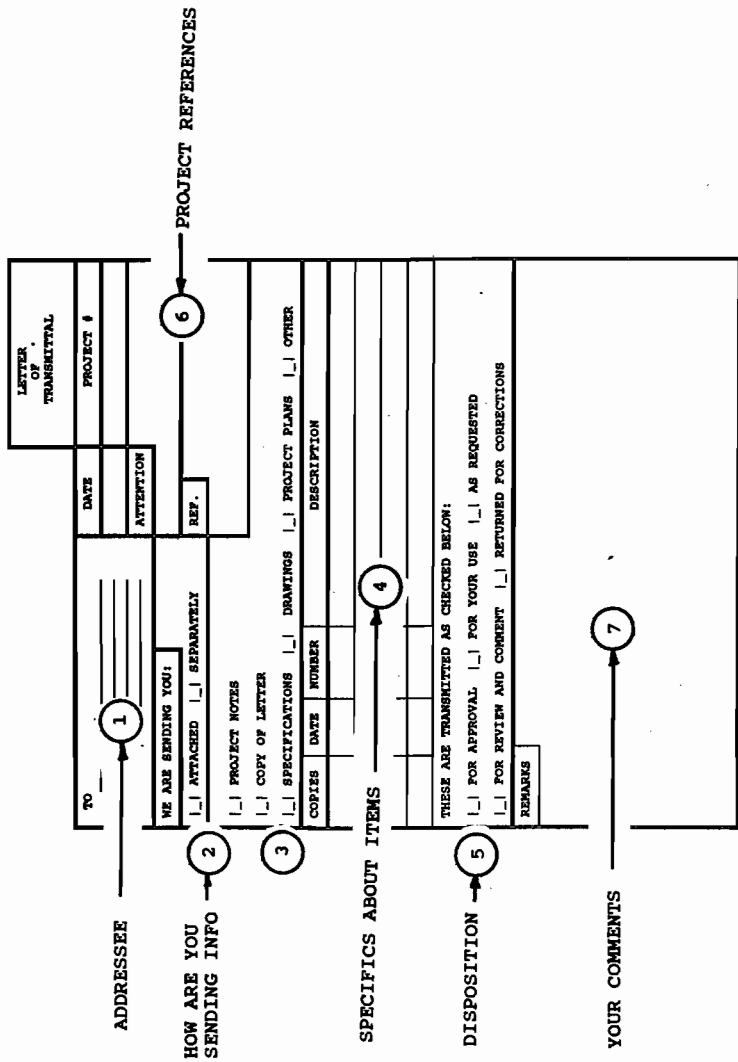 LETTER
OF
TRANSMITTAL
TO
DATE
PROJECT #
ATTENTION
ADDRESSEE
1
WE ARE SENDING YOU:
|_| ATTACHED |_| SEPARATELY
REF.
6
PROJECT REFERENCES
HOW ARE YOU
SENDING INFO
2
|_| PROJECT NOTES
|_| COPY OF LETTER
3
|_| SPECIFICATIONS |_| DRAWINGS |_| PROJECT PLANS |_| OTHER
COPIES DATE NUMBER DESCRIPTION
SPECIFICS ABOUT ITEMS
4
THESE ARE TRANSMITTED AS CHECKED BELOW:
DISPOSITION
5
|_| FOR APPROVAL |_| FOR YOUR USE |_| AS REQUESTED
|_| FOR REVIEW AND COMMENT |_| RETURNED FOR CORRECTIONS
REMARKS
YOUR COMMENTS
7